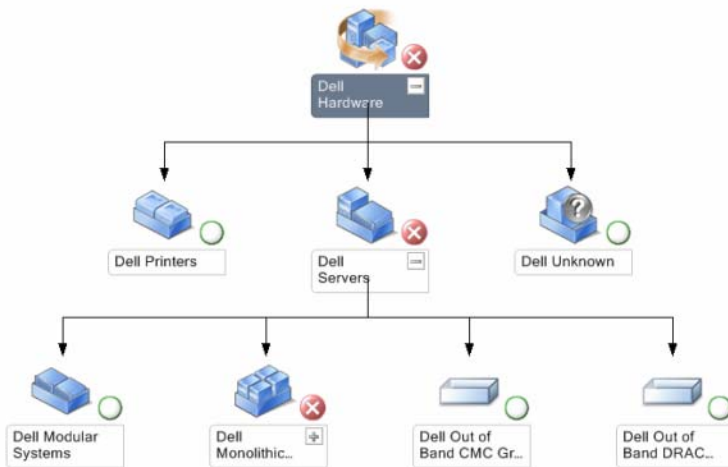 Dell
Hardware
Dell Printers
Dell
Servers
Dell Unknown
Dell Modular
Systems
Dell
Monolithic...
Dell Out of
Band CMC Gr...
Dell Out of
Band DRAC...